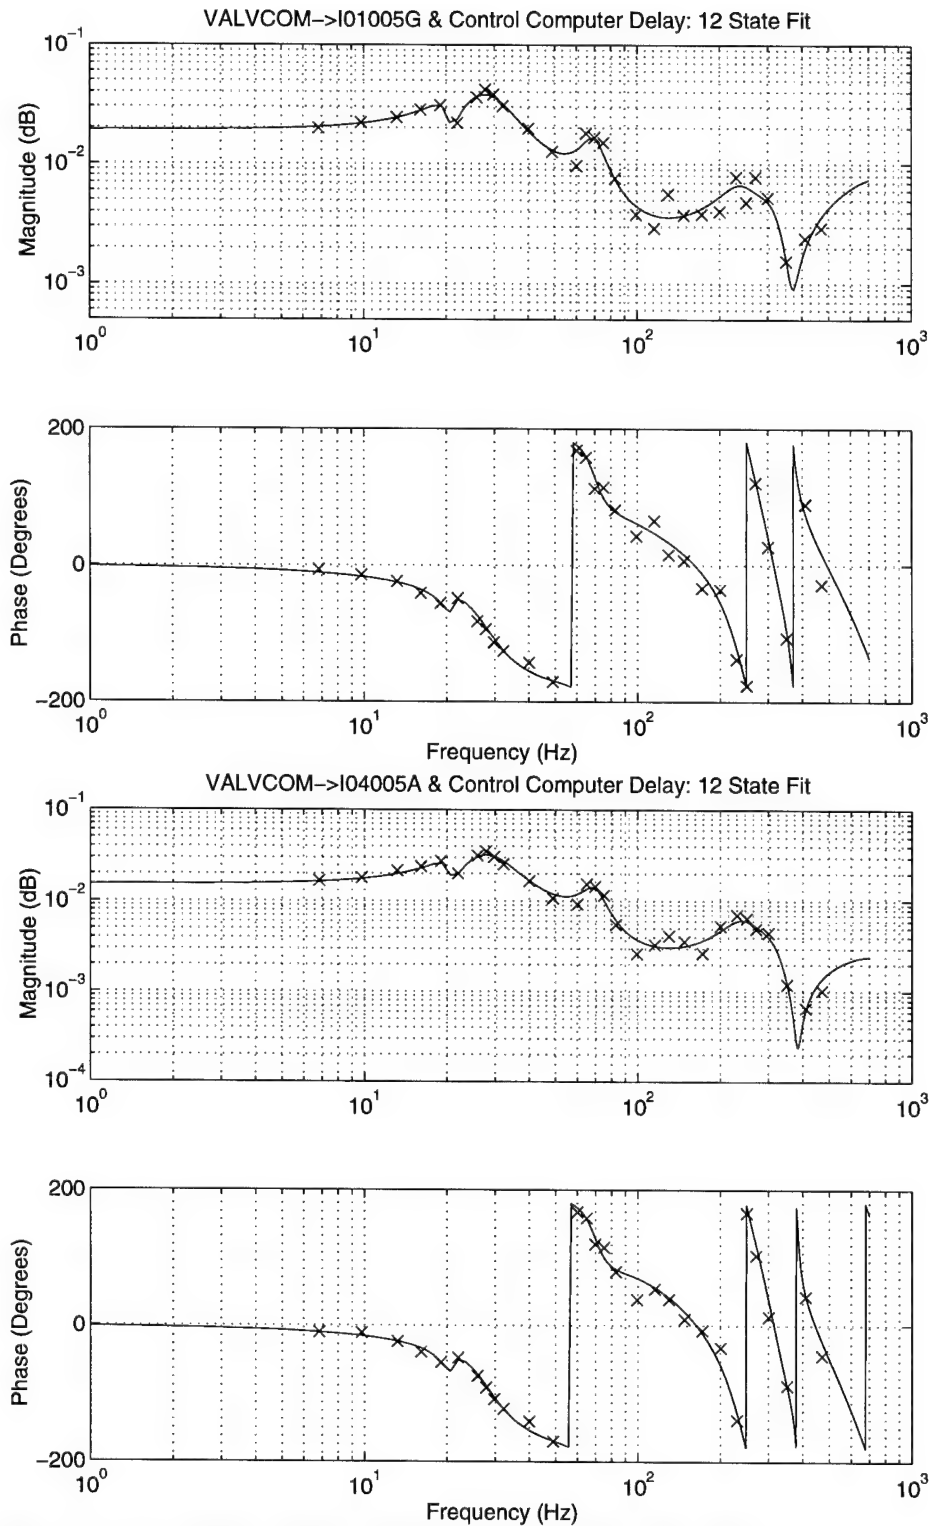 VALVCOM->I01005G & Control Computer Delay: 12 State Fit
10^-1
10^-2
10^-3
Magnitude (dB)
10^0 10^1 10^2 10^3
200
0
-200
Phase (Degrees)
10^0 10^1 10^2 10^3
Frequency (Hz)
VALVCOM->I04005A & Control Computer Delay: 12 State Fit
10^-1
10^-2
10^-3
10^-4
Magnitude (dB)
10^0 10^1 10^2 10^3
200
0
-200
Phase (Degrees)
10^0 10^1 10^2 10^3
Frequency (Hz)